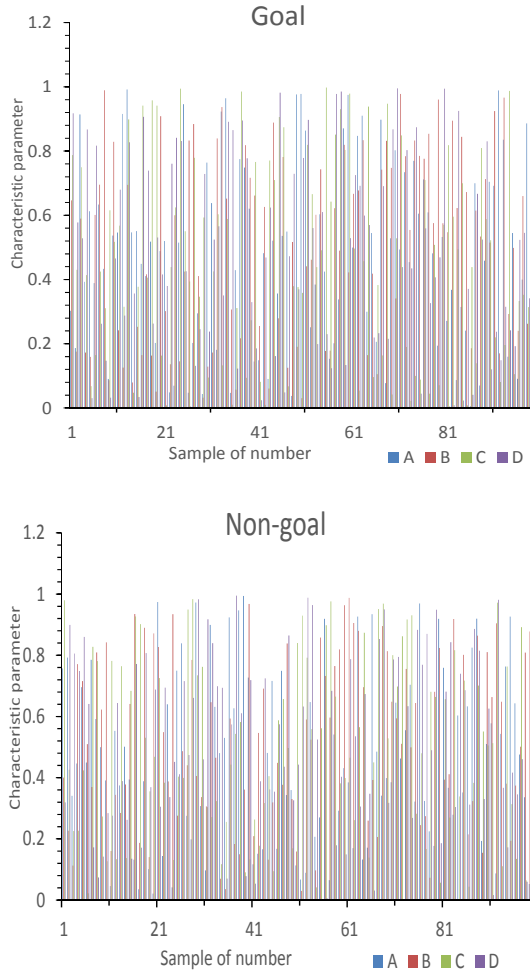 Goal
1.2
1
0.8
0.6
0.4
0.2
0
Characteristic parameter
1 21 41 61 81
Sample of number
A B C D
Non-goal
1.2
1
0.8
0.6
0.4
0.2
0
Characteristic parameter
1 21 41 61 81
Sample of number
A B C D